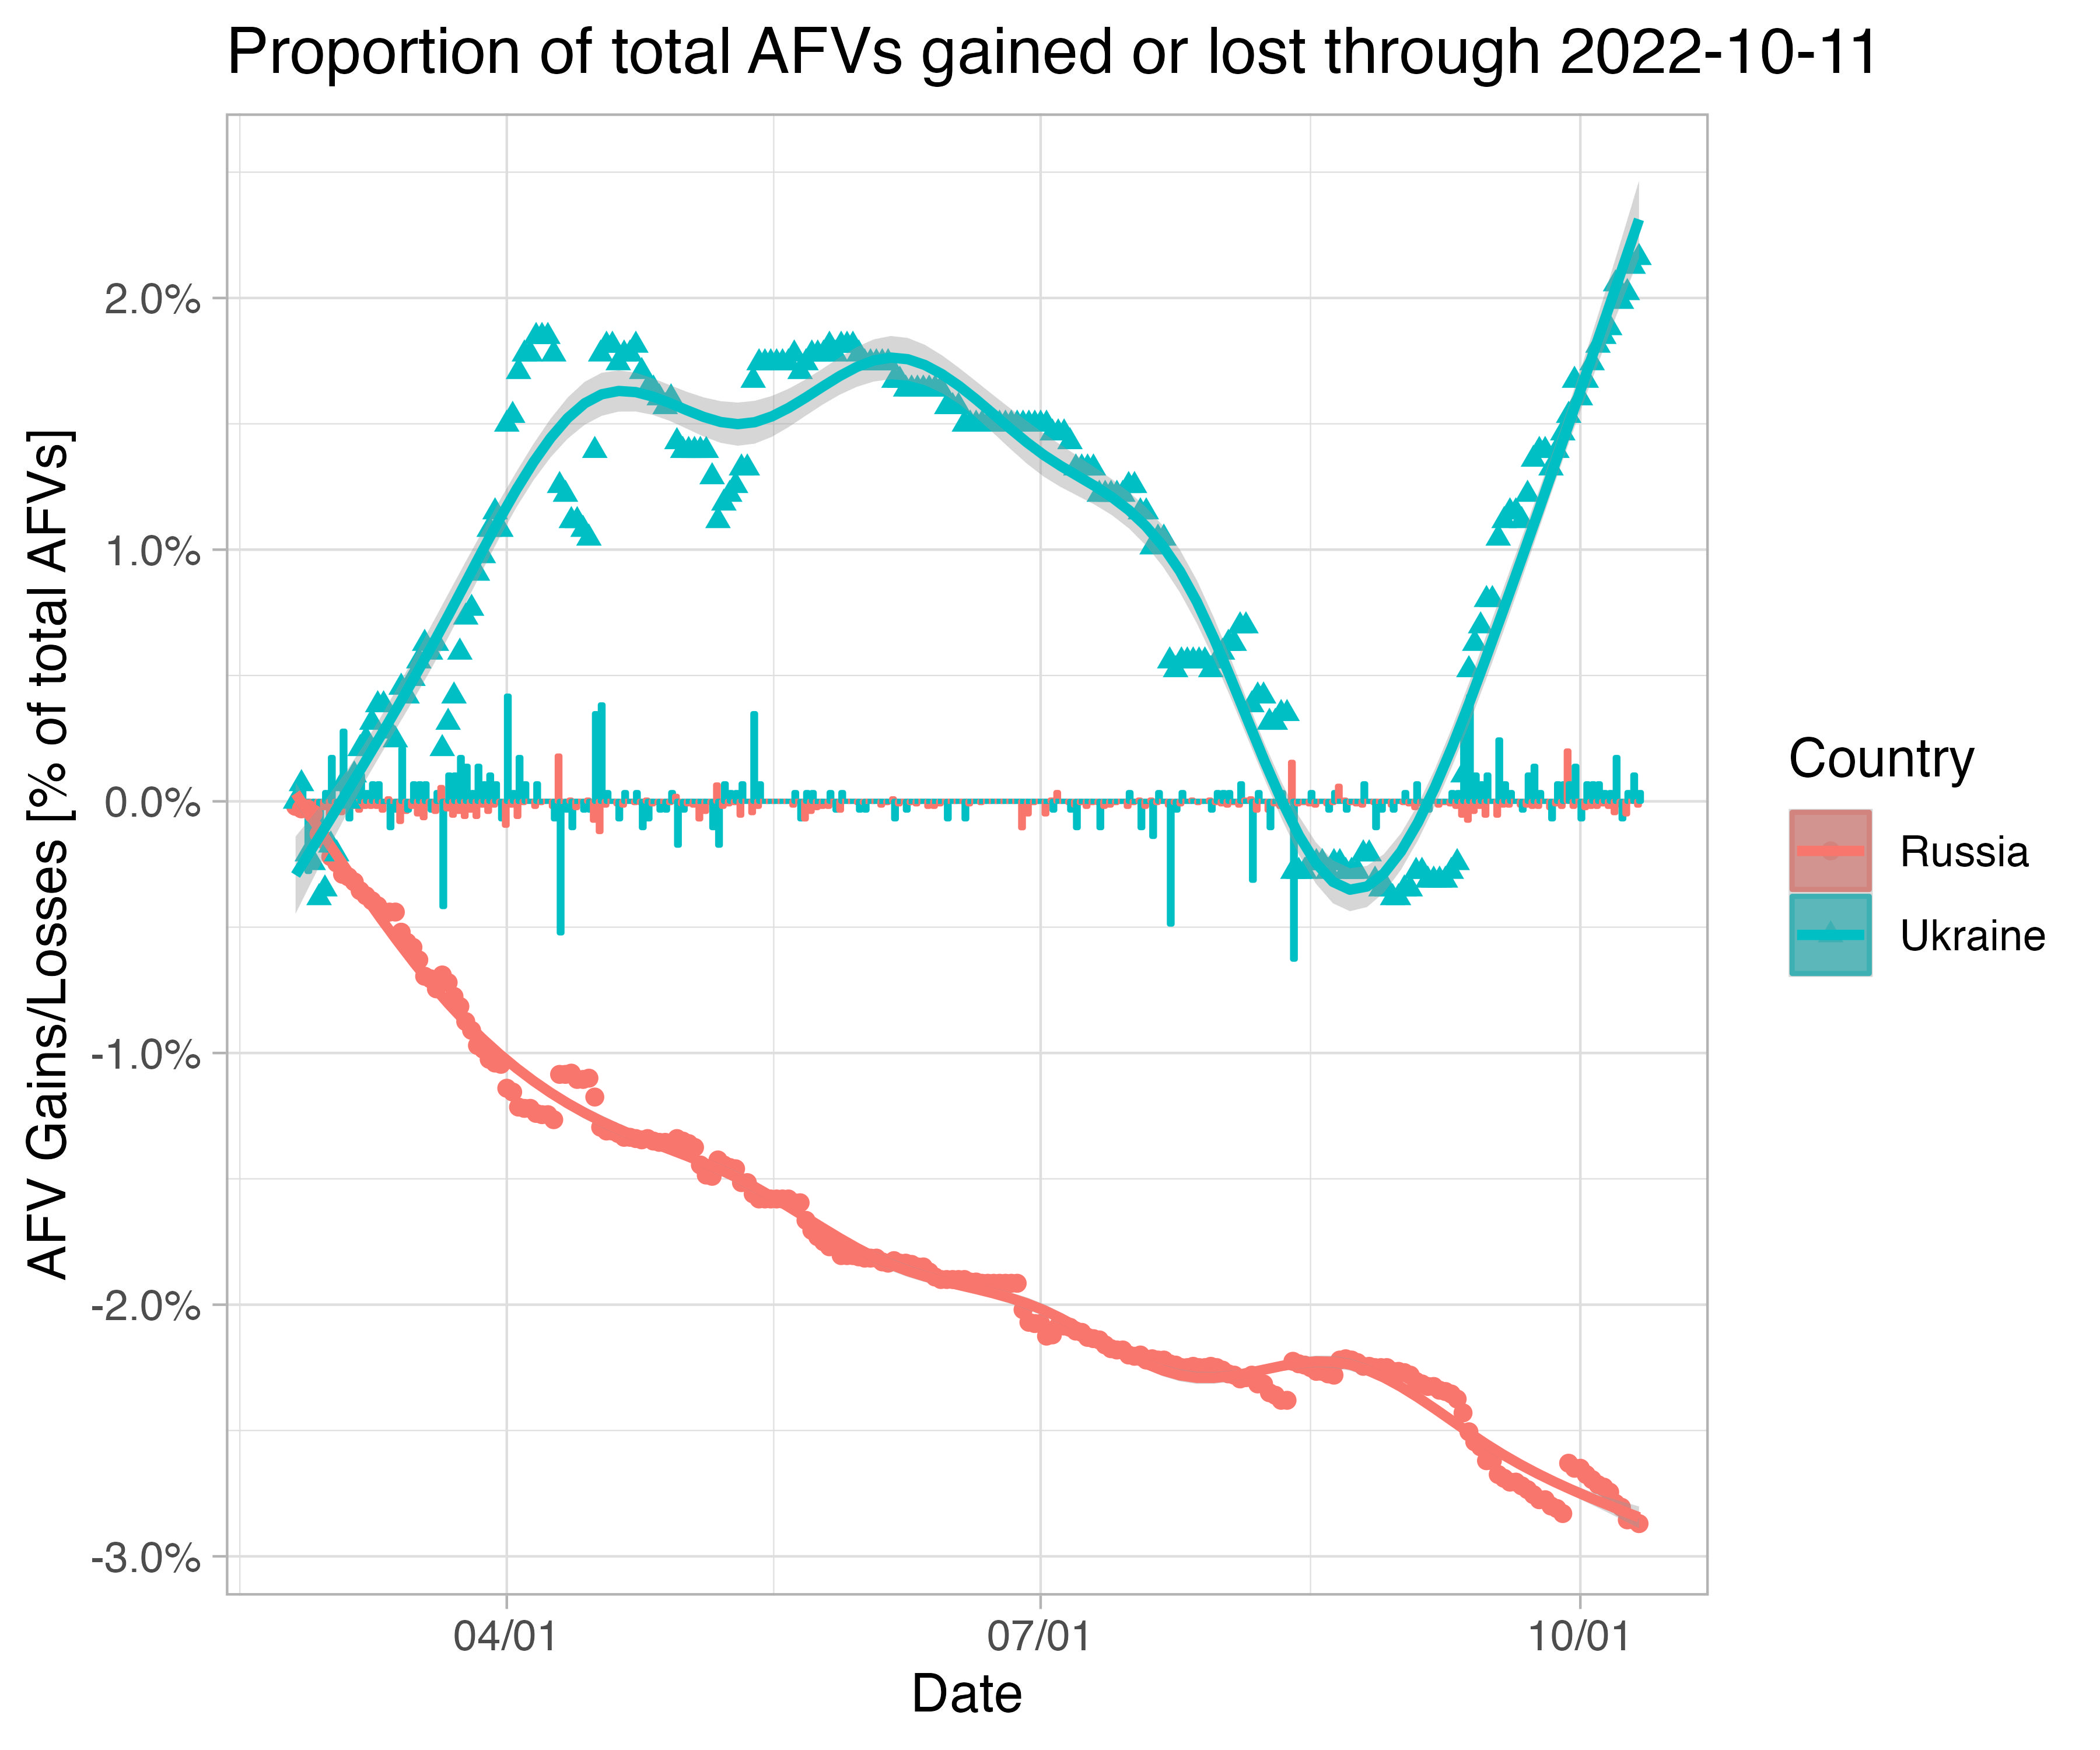 Proportion of total AFVs gained or lost through 2022-10-11
AFV Gains/Losses [% of total AFVs]
2.0%
1.0%
0.0%
-1.0%
-2.0%
-3.0%
04/01
07/01
10/01
Date
Country
Russia
Ukraine